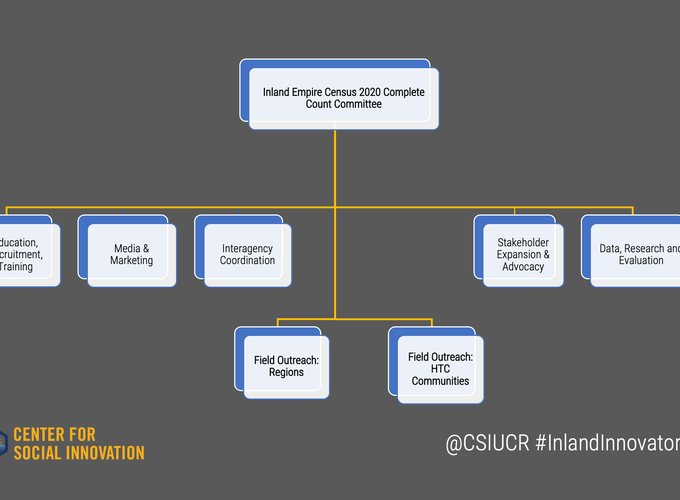 Inland Empire Census 2020 Complete
Count Committee
ducation,
cruitment,
Training
Media &
Marketing
Interagency
Coordination
Stakeholder
Expansion &
Advocacy
Data, Research and
Evaluation
Field Outreach:
Regions
Field Outreach:
HTC
Communities
CENTER FOR
SOCIAL INNOVATION
@CSIUCR #InlandInnovator